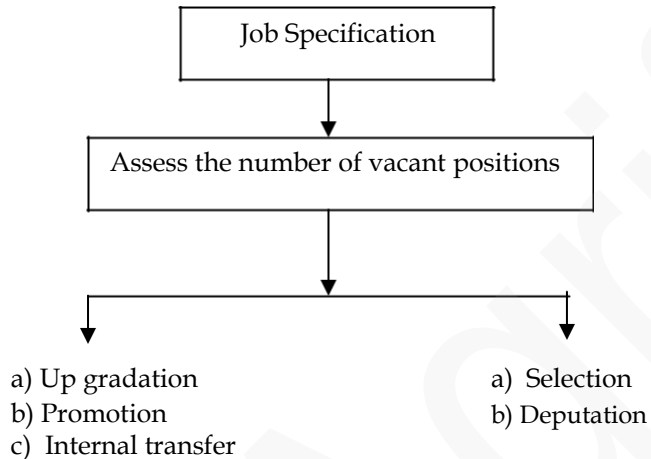 Job Specification
Assess the number of vacant positions
a) Up gradation
b) Promotion
c) Internal transfer
a) Selection
b) Deputation